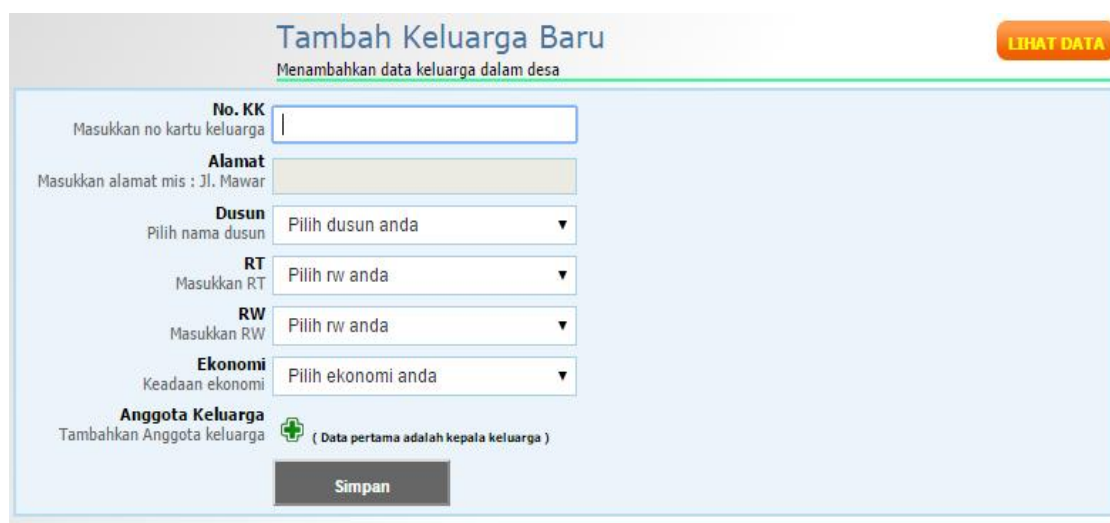 Tambah Keluarga Baru
LIHAT DATA
Menambahkan data keluarga dalam desa
No. KK
Masukkan no kartu keluarga
Alamat
Masukkan alamat mis : Jl. Mawar
Dusun
Pilih nama dusun
Pilih dusun anda
RT
Masukkan RT
Pilih rw anda
RW
Masukkan RW
Pilih rw anda
Ekonomi
Keadaan ekonomi
Pilih ekonomi anda
Anggota Keluarga
Tambahkan Anggota keluarga
( Data pertama adalah kepala keluarga )
Simpan